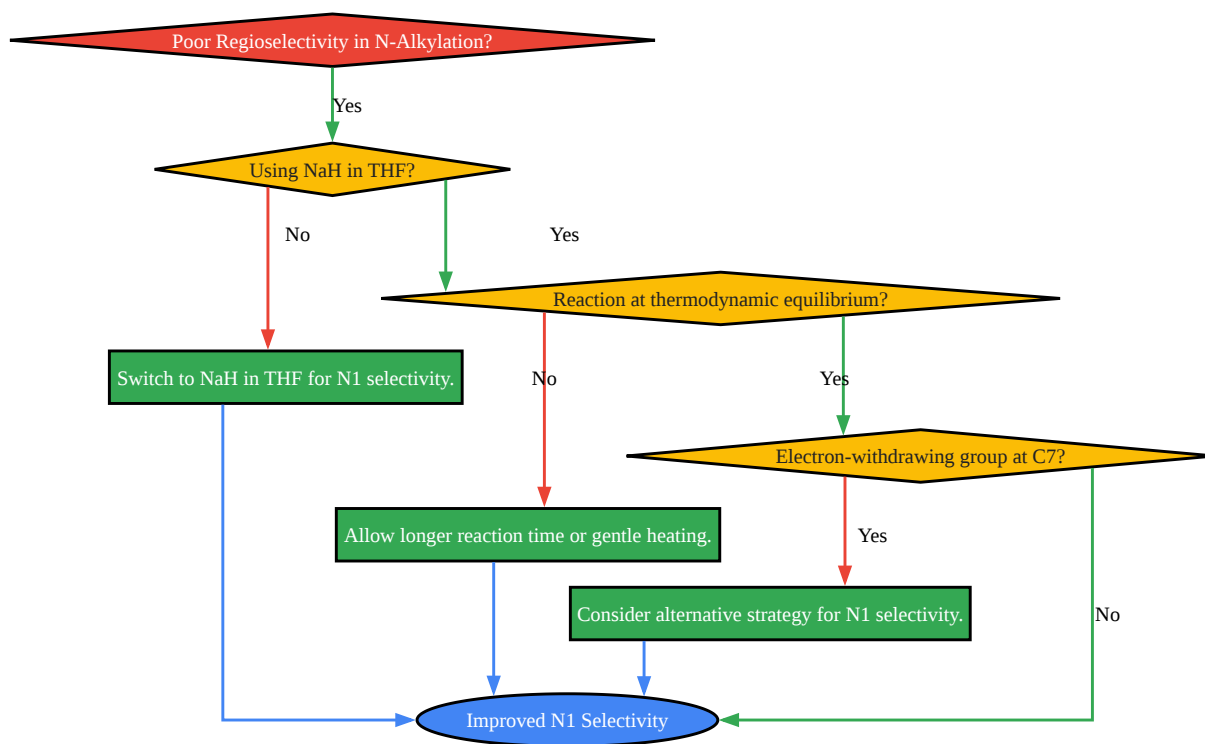 Poor Regioselectivity in N-Alkylation?
Yes
Using NaH in THF?
No
Yes
Reaction at thermodynamic equilibrium?
Switch to NaH in THF for N1 selectivity.
No
Yes
Electron-withdrawing group at C7?
Allow longer reaction time or gentle heating.
Yes
Consider alternative strategy for N1 selectivity.
No
Improved N1 Selectivity